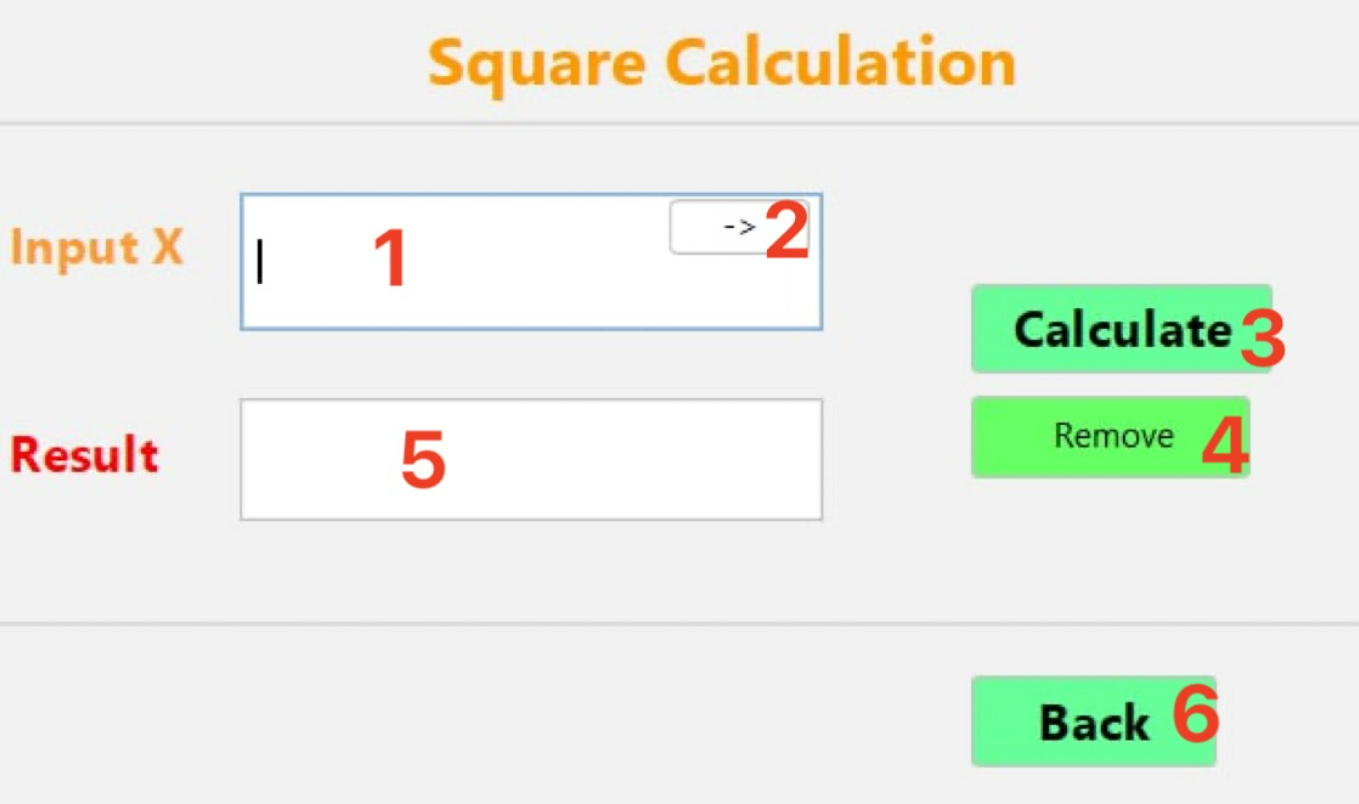 Square Calculation
Input X
1
-> 2
Calculate 3
Remove 4
Result
5
Back 6